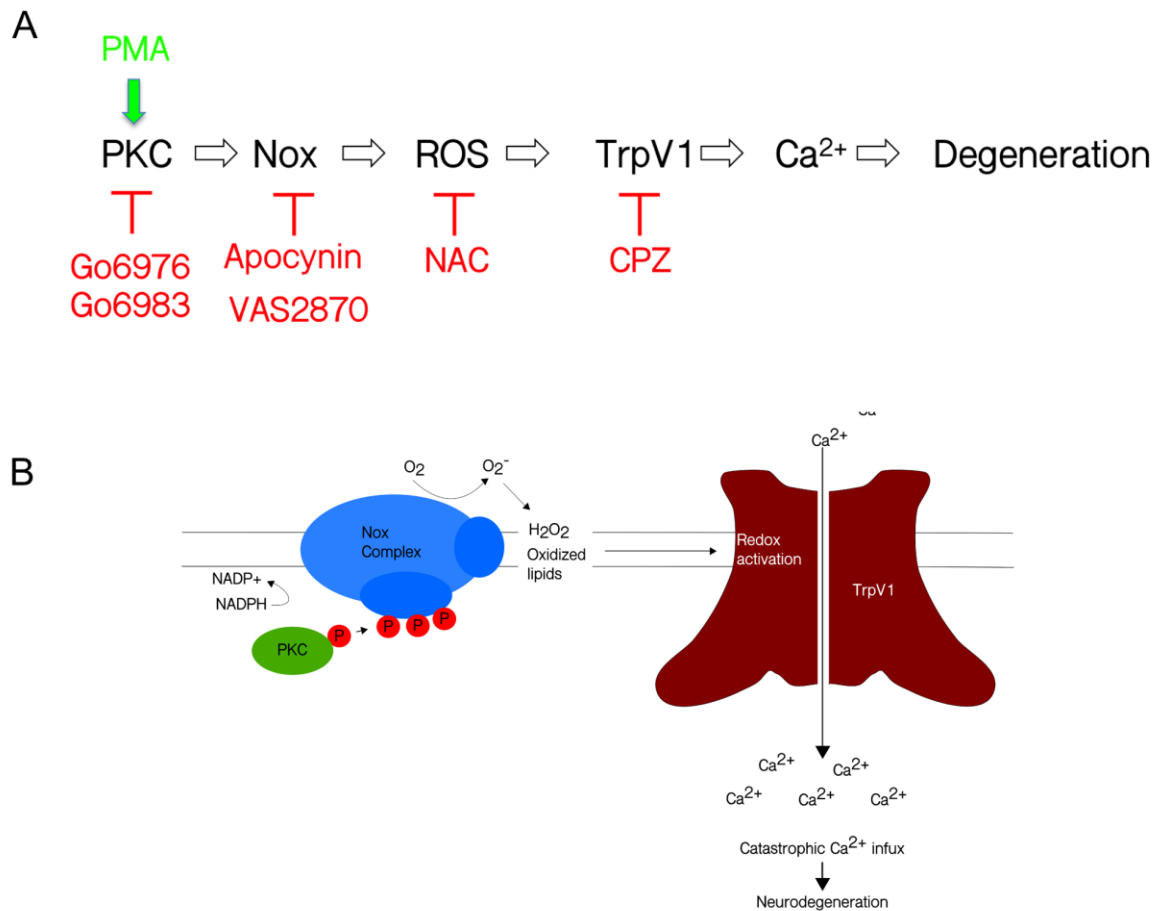 A
PMA
PKC Nox ROS TrpV1 Ca²⁺ Degeneration
Go6976 Apocynin NAC CPZ
Go6983 VAS2870
B
Ca²⁺
O₂ O₂⁻
Nox
Complex
H₂O₂
Oxidized
lipids
Redox
activation
TrpV1
NADP+
NADPH
PKC
P P P P
Ca²⁺ Ca²⁺
Ca²⁺ Ca²⁺ Ca²⁺
Catastrophic Ca²⁺ infux
Neurodegeneration